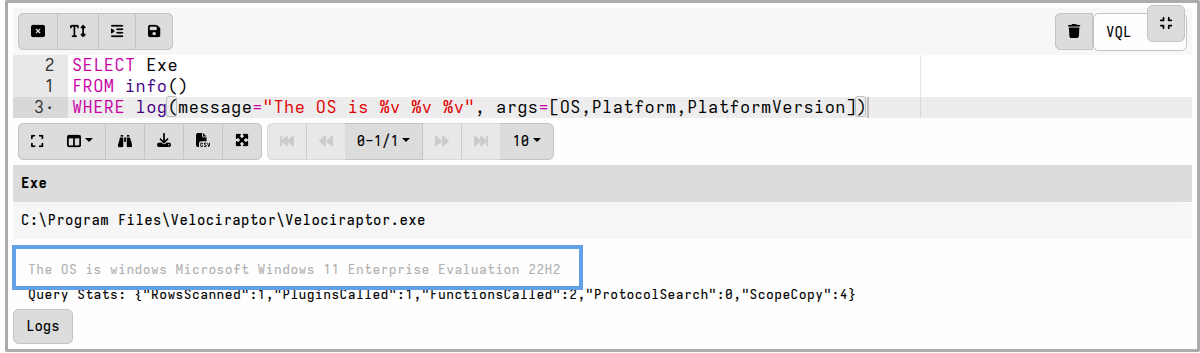 T↕
VQL
2 SELECT Exe
1 FROM info()
3· WHERE log(message="The OS is %v %v %v", args=[OS,Platform,PlatformVersion])
CSV 0-1/1 10
Exe
C:\Program Files\Velociraptor\Velociraptor.exe
The OS is windows Microsoft Windows 11 Enterprise Evaluation 22H2
Query Stats: {"RowsScanned":1,"PluginsCalled":1,"FunctionsCalled":2,"ProtocolSearch":0,"ScopeCopy":4}
Logs